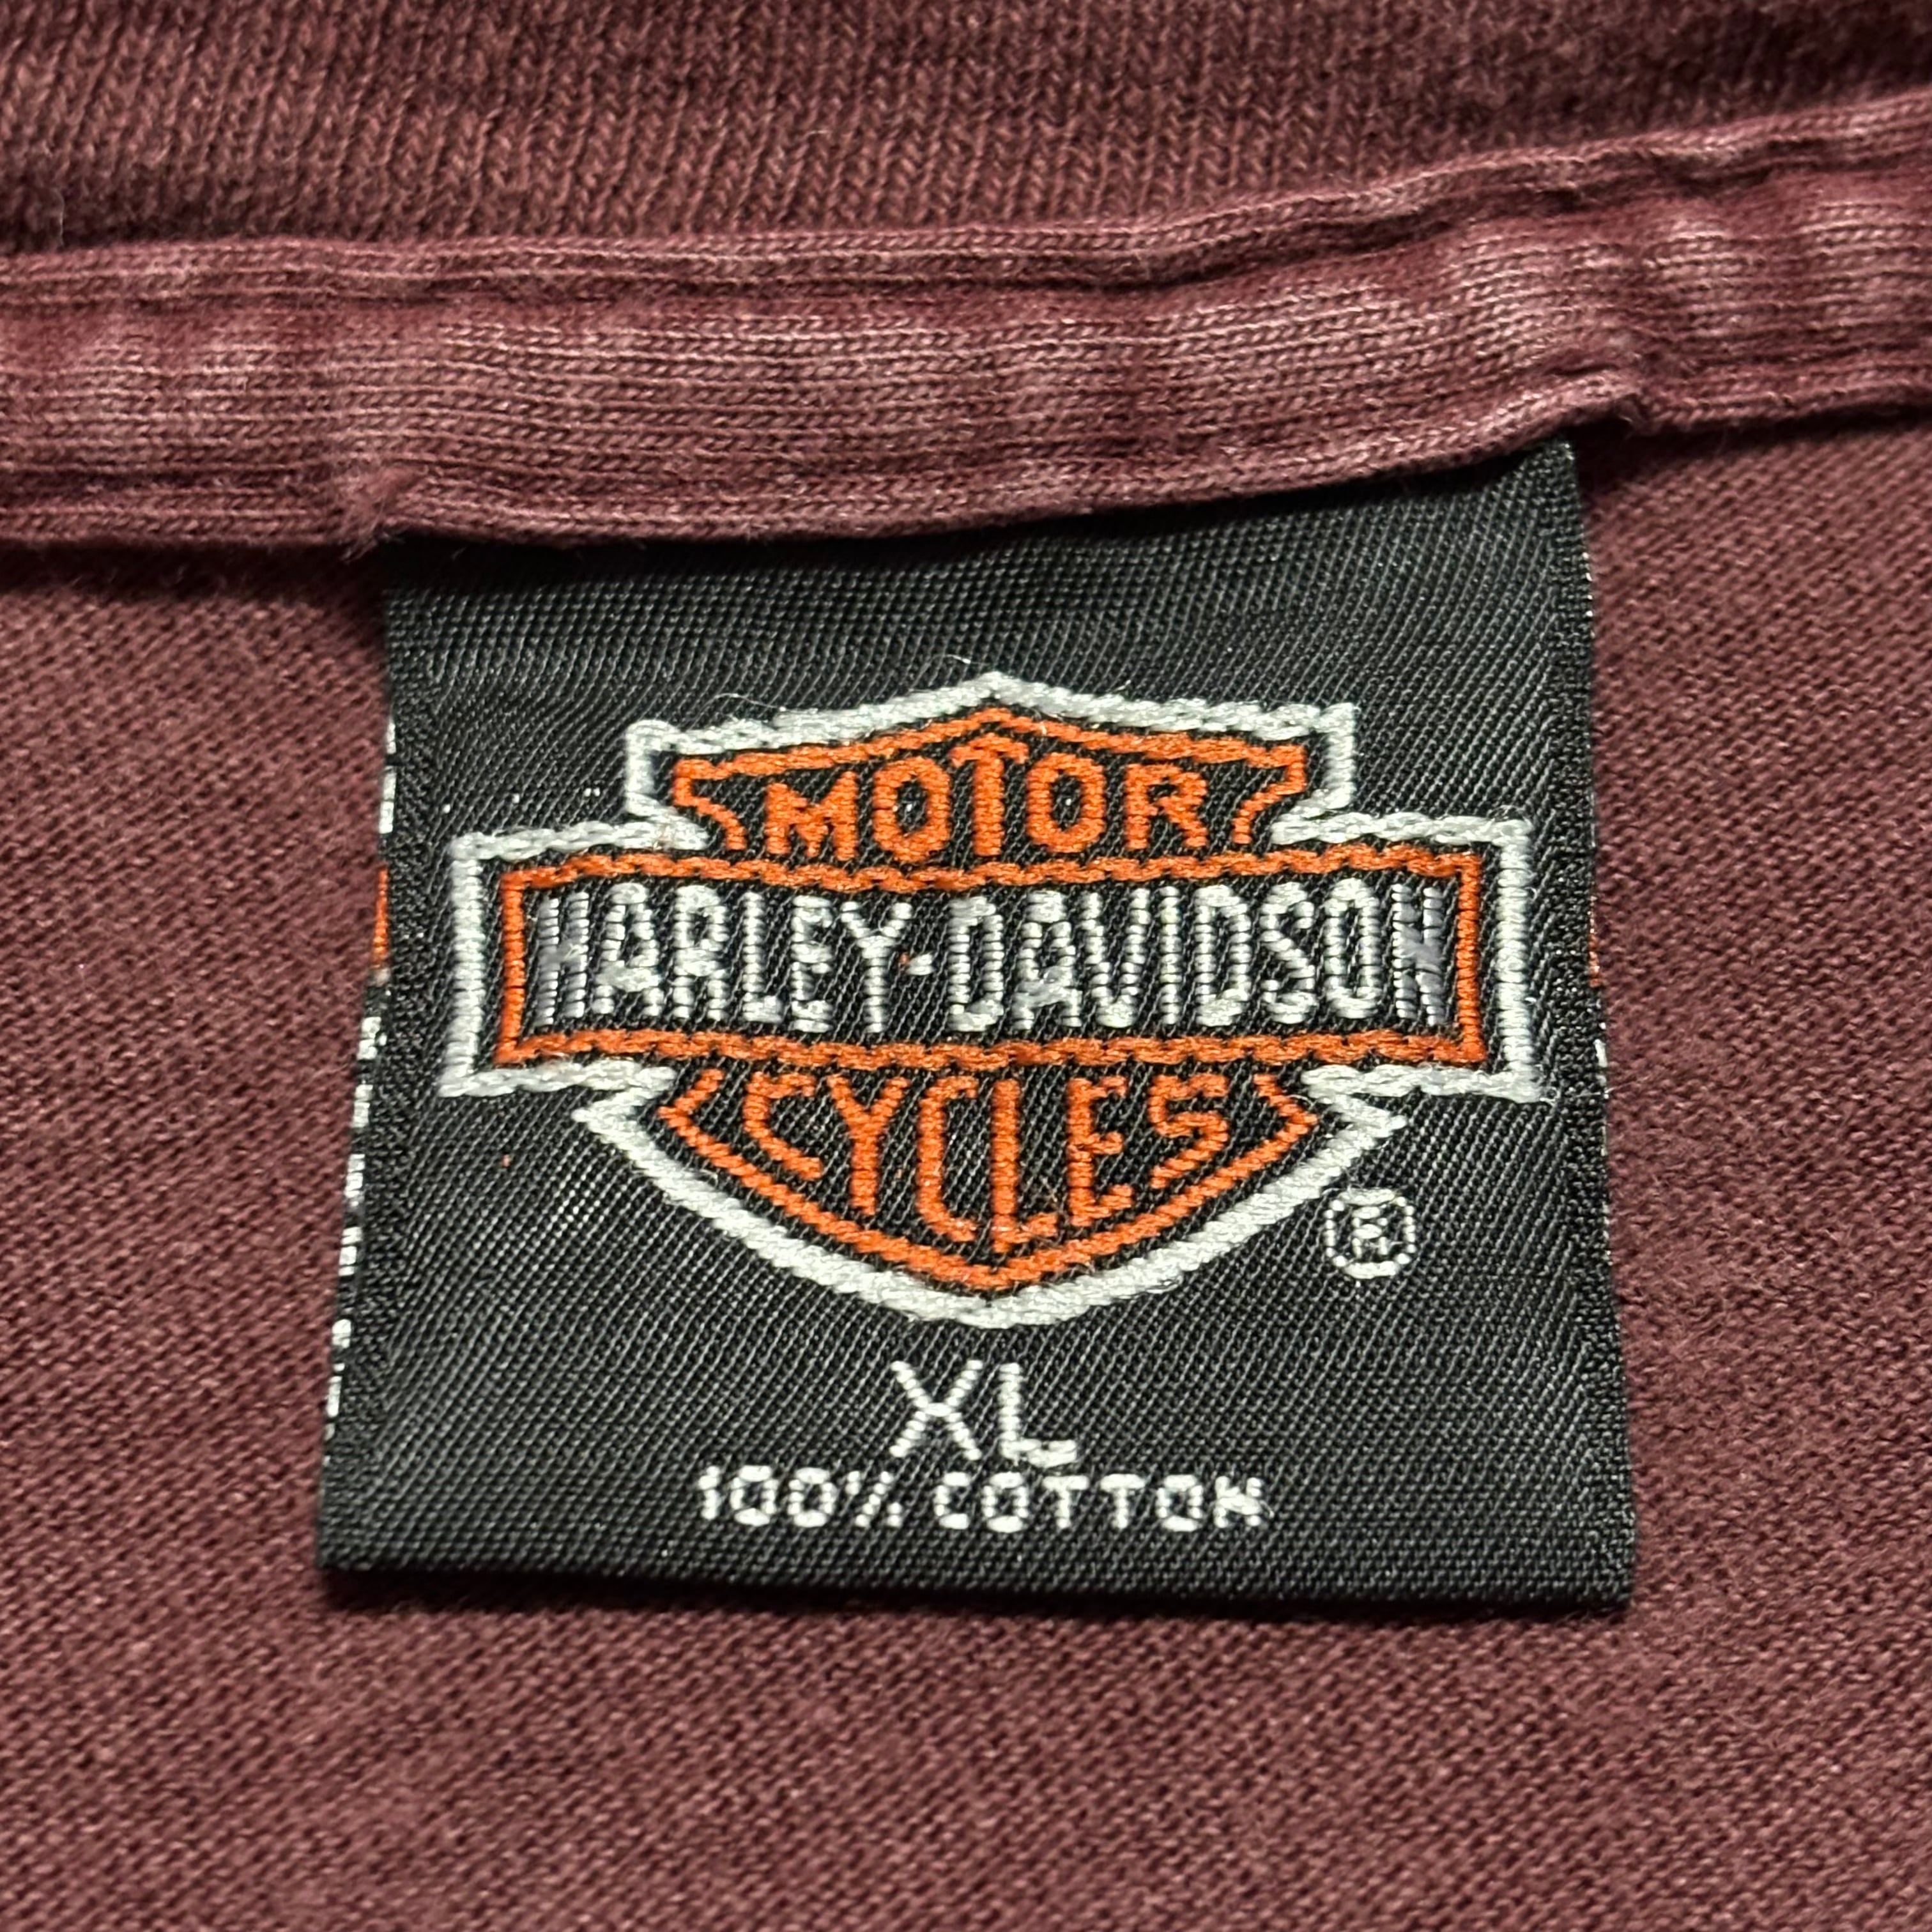 MOTOR
HARLEY-DAVIDSON
CYCLES
®
XL
100% COTTON